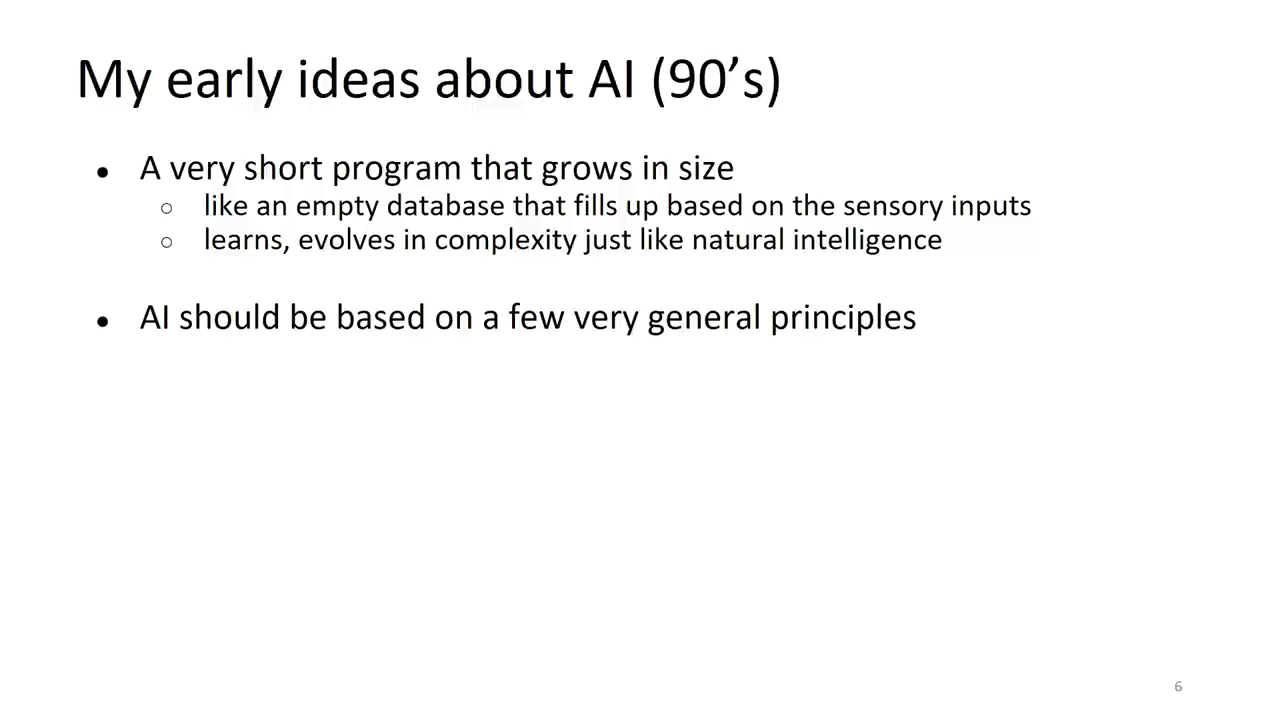 My early ideas about AI (90’s)
● A very short program that grows in size
○ like an empty database that fills up based on the sensory inputs
○ learns, evolves in complexity just like natural intelligence
● AI should be based on a few very general principles
6